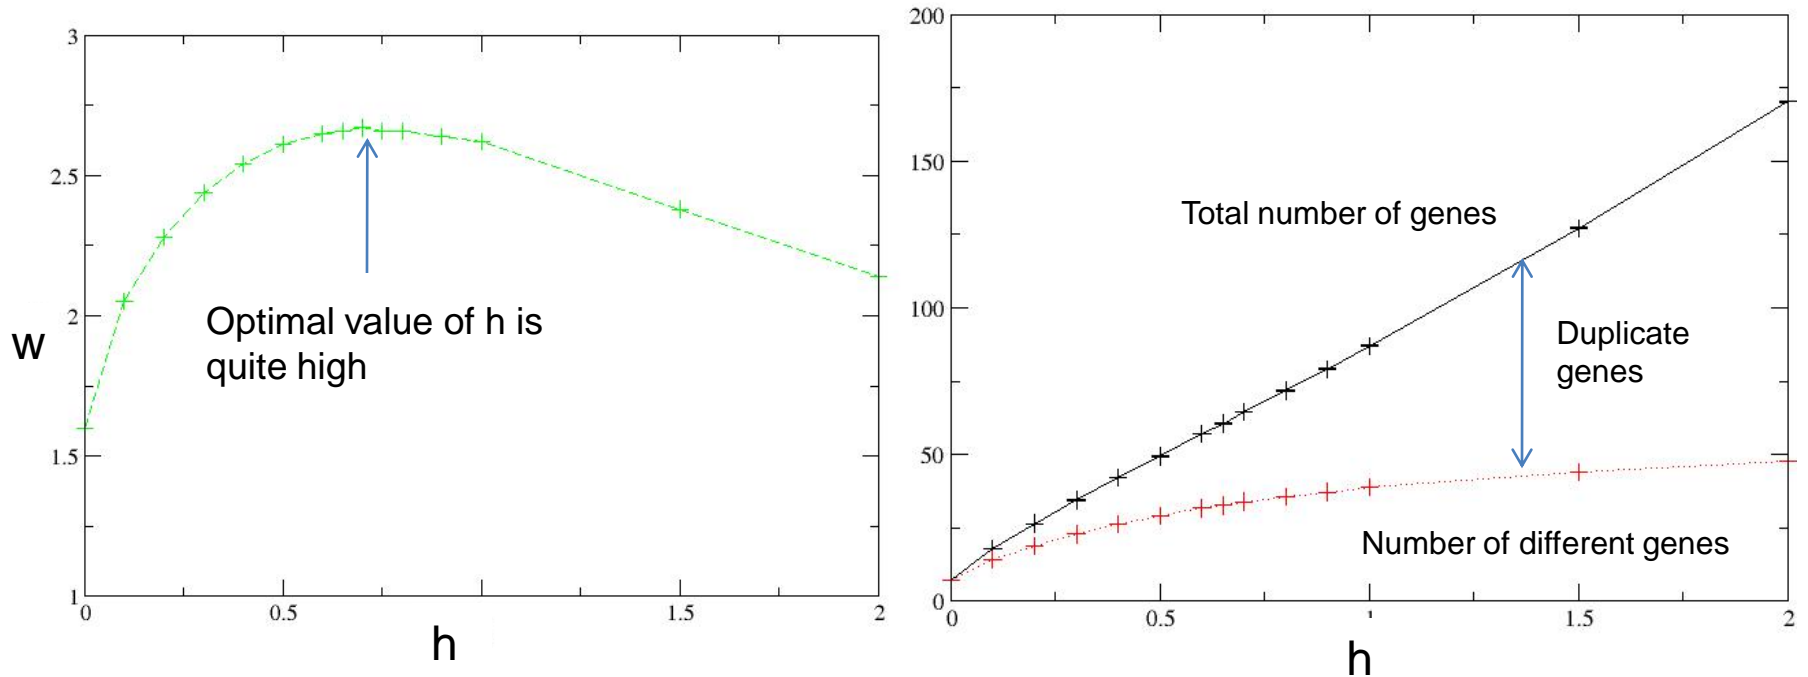 3
2.5
2
1.5
1
w
Optimal value of h is
quite high
0
0.5
1
1.5
2
h
200
150
100
50
0
Total number of genes
Duplicate
genes
Number of different genes
0
0.5
1
1.5
2
h